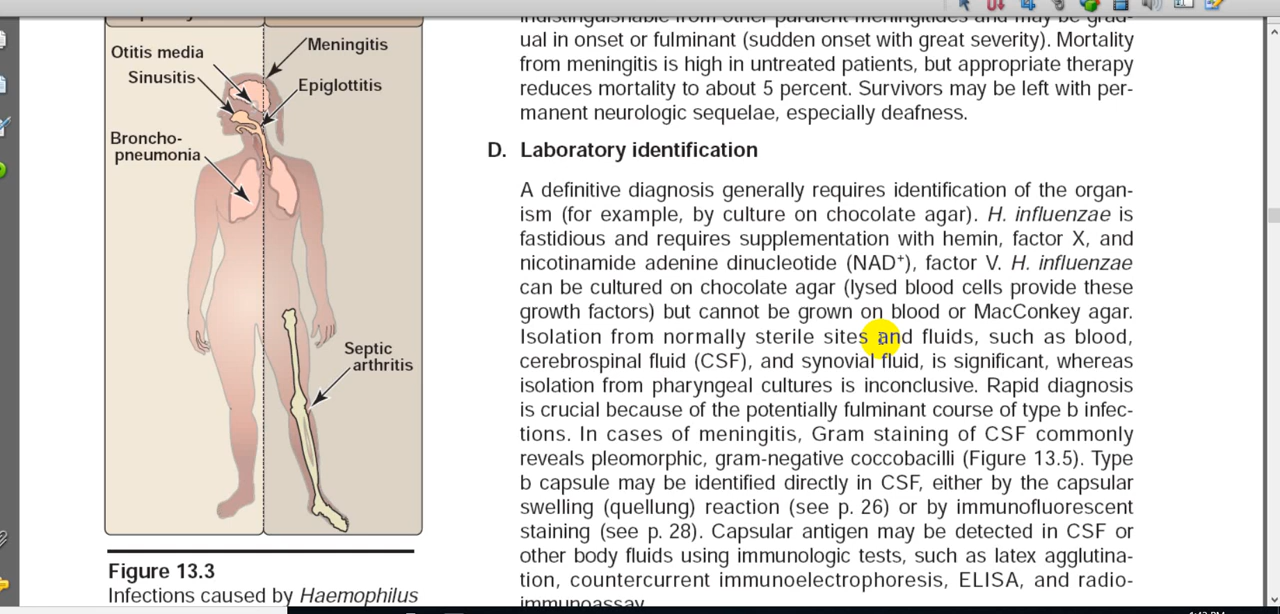 Otitis media
Sinusitis
Meningitis
Epiglottitis
Broncho-
pneumonia
Septic
arthritis
Figure 13.3
Infections caused by Haemophilus
indistinguishable from other purulent meningitides and may be grad-
ual in onset or fulminant (sudden onset with great severity). Mortality
from meningitis is high in untreated patients, but appropriate therapy
reduces mortality to about 5 percent. Survivors may be left with per-
manent neurologic sequelae, especially deafness.
D. Laboratory identification
A definitive diagnosis generally requires identification of the organ-
ism (for example, by culture on chocolate agar). H. influenzae is
fastidious and requires supplementation with hemin, factor X, and
nicotinamide adenine dinucleotide (NAD⁺), factor V. H. influenzae
can be cultured on chocolate agar (lysed blood cells provide these
growth factors) but cannot be grown on blood or MacConkey agar.
Isolation from normally sterile sites and fluids, such as blood,
cerebrospinal fluid (CSF), and synovial fluid, is significant, whereas
isolation from pharyngeal cultures is inconclusive. Rapid diagnosis
is crucial because of the potentially fulminant course of type b infec-
tions. In cases of meningitis, Gram staining of CSF commonly
reveals pleomorphic, gram-negative coccobacilli (Figure 13.5). Type
b capsule may be identified directly in CSF, either by the capsular
swelling (quellung) reaction (see p. 26) or by immunofluorescent
staining (see p. 28). Capsular antigen may be detected in CSF or
other body fluids using immunologic tests, such as latex agglutina-
tion, countercurrent immunoelectrophoresis, ELISA, and radio-
immunoassay.